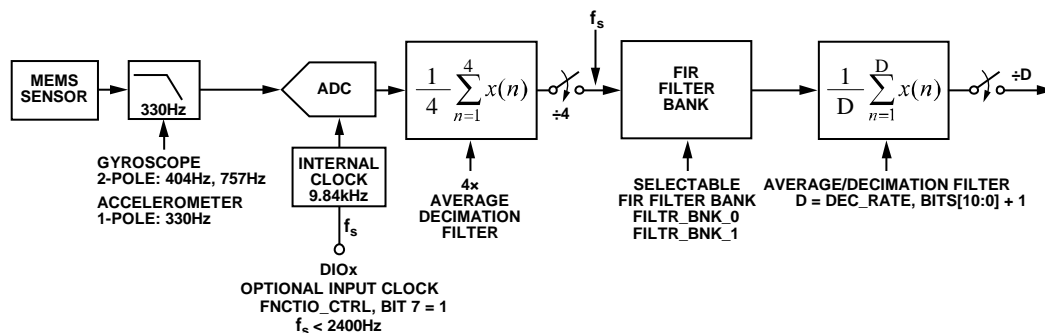 MEMS
SENSOR
330Hz
GYROSCOPE
2-POLE: 404Hz, 757Hz
ACCELEROMETER
1-POLE: 330Hz
ADC
INTERNAL
CLOCK
9.84kHz
fs
DIOx
OPTIONAL INPUT CLOCK
FNCTIO_CTRL, BIT 7 = 1
fs < 2400Hz
1/4 4∑n=1 x(n)
÷4
4×
AVERAGE
DECIMATION
FILTER
fs
FIR
FILTER
BANK
SELECTABLE
FIR FILTER BANK
FILTR_BNK_0
FILTR_BNK_1
1/D D∑n=1 x(n)
÷D
AVERAGE/DECIMATION FILTER
D = DEC_RATE, BITS[10:0] + 1